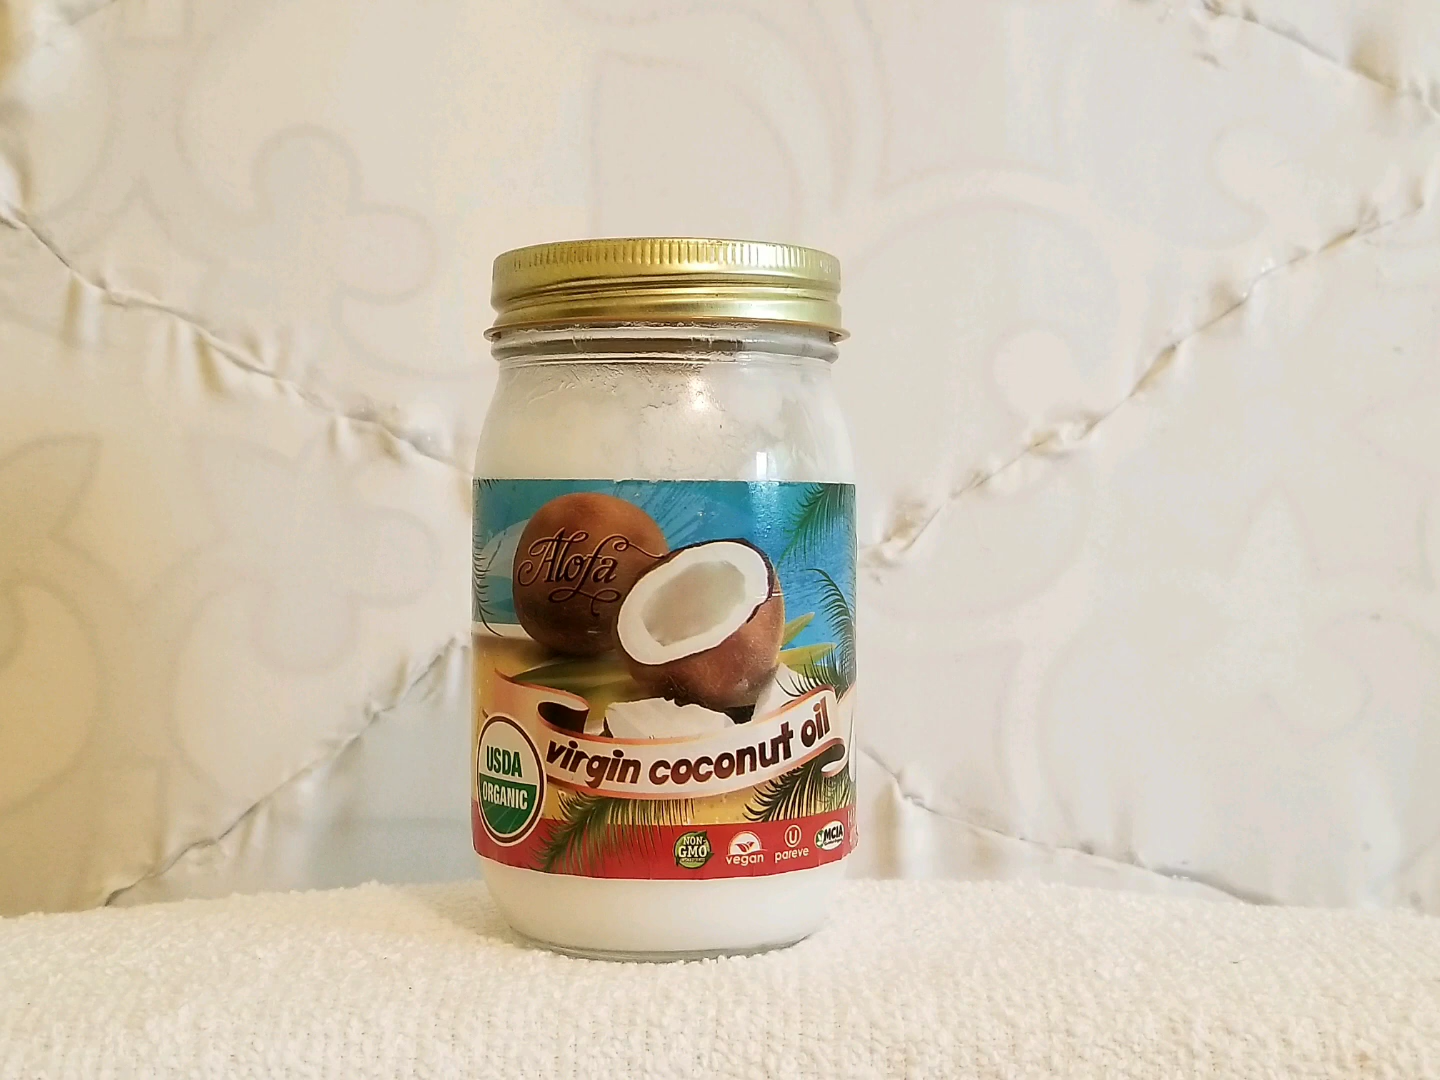 Alofa
virgin coconut oil
USDA
ORGANIC
NON-
GMO
vegan
U
pareve
MCIA